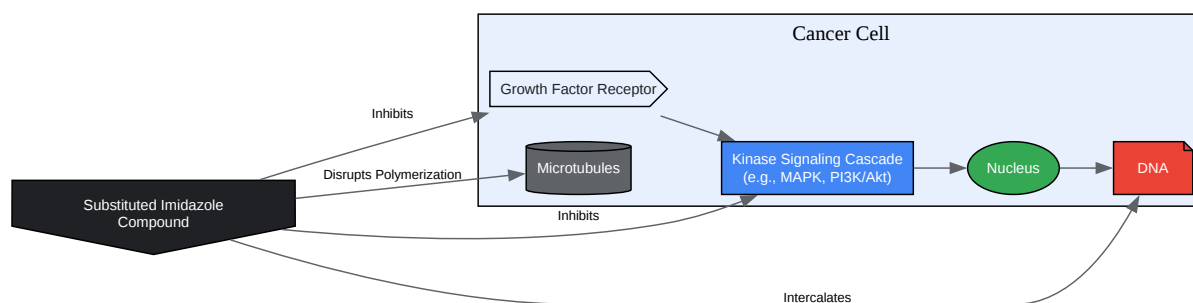 Cancer Cell
Growth Factor Receptor
Inhibits
Disrupts Polymerization
Microtubules
Kinase Signaling Cascade
(e.g., MAPK, PI3K/Akt)
Nucleus
DNA
Substituted Imidazole
Compound
Inhibits
Intercalates